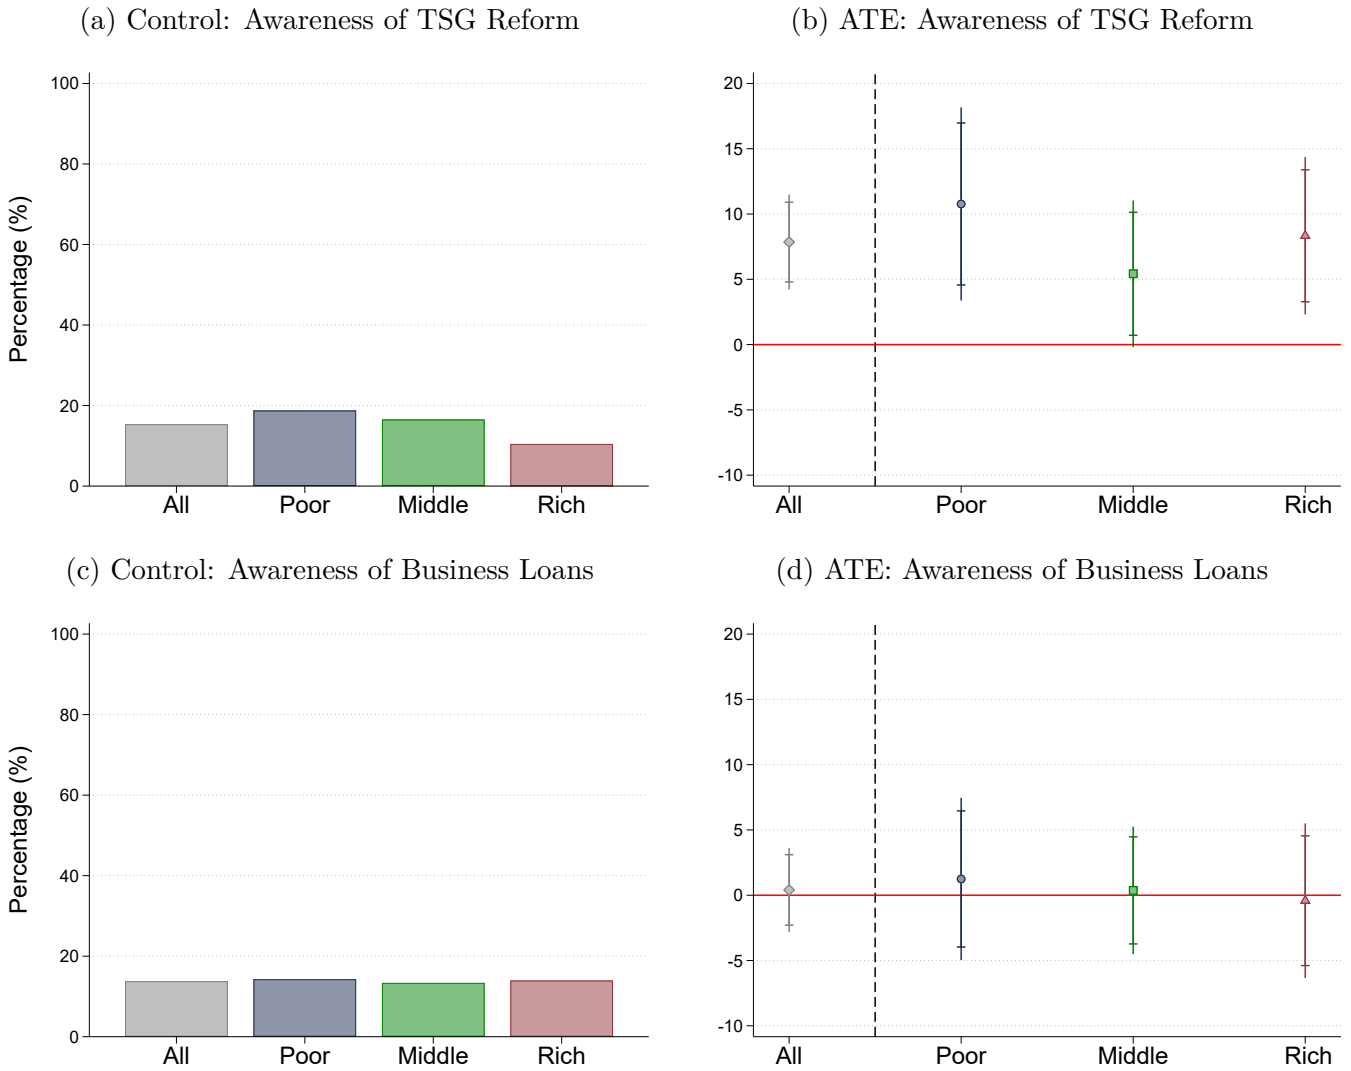 (a) Control: Awareness of TSG Reform
100
80
60
40
20
0
Percentage (%)
All Poor Middle Rich
(b) ATE: Awareness of TSG Reform
20
15
10
5
0
-5
-10
All Poor Middle Rich
(c) Control: Awareness of Business Loans
100
80
60
40
20
0
Percentage (%)
All Poor Middle Rich
(d) ATE: Awareness of Business Loans
20
15
10
5
0
-5
-10
All Poor Middle Rich